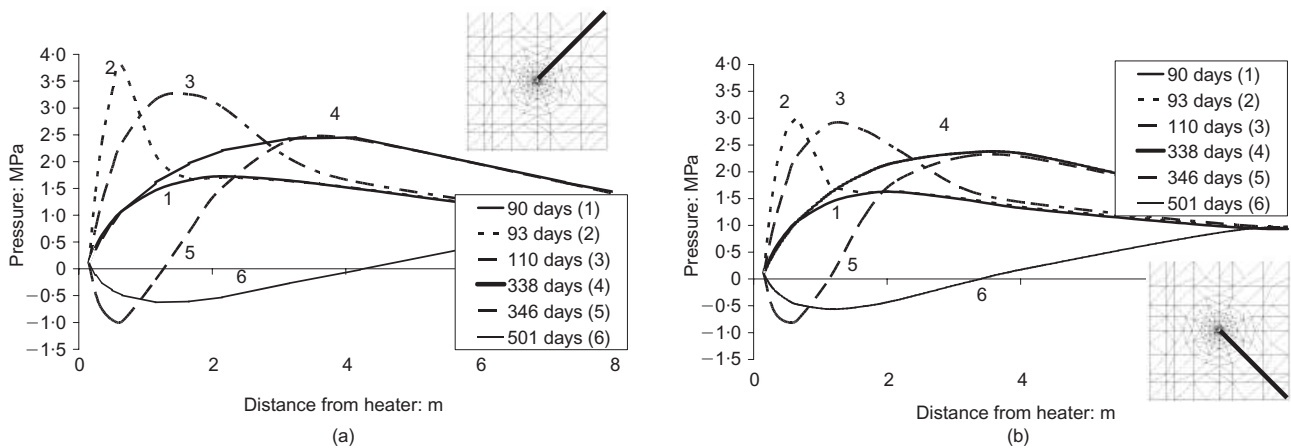 4·0
3·5
3·0
2·5
2·0
1·5
1·0
0·5
0
−0·5
−1·0
−1·5
Pressure: MPa
0
2
4
6
8
Distance from heater: m
1
2
3
4
5
6
90 days (1)
93 days (2)
110 days (3)
338 days (4)
346 days (5)
501 days (6)
(a)
4·0
3·5
3·0
2·5
2·0
1·5
1·0
0·5
0
−0·5
−1·0
−1·5
Pressure: MPa
0
2
4
Distance from heater: m
1
2
3
4
5
6
90 days (1)
93 days (2)
110 days (3)
338 days (4)
346 days (5)
501 days (6)
(b)